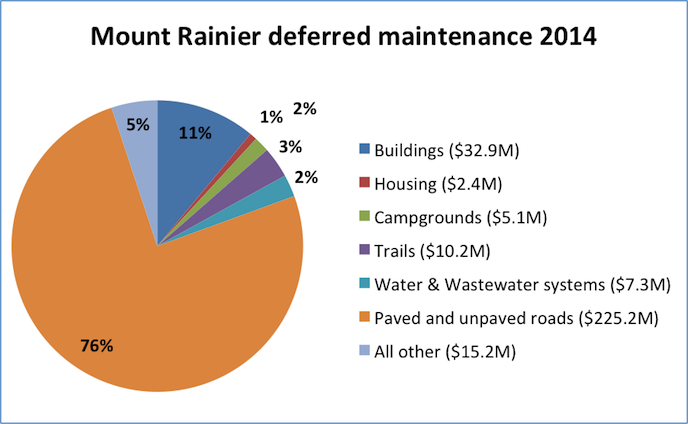 Mount Rainier deferred maintenance 2014
5%
11%
1%
2%
3%
2%
76%
Buildings ($32.9M)
Housing ($2.4M)
Campgrounds ($5.1M)
Trails ($10.2M)
Water & Wastewater systems ($7.3M)
Paved and unpaved roads ($225.2M)
All other ($15.2M)